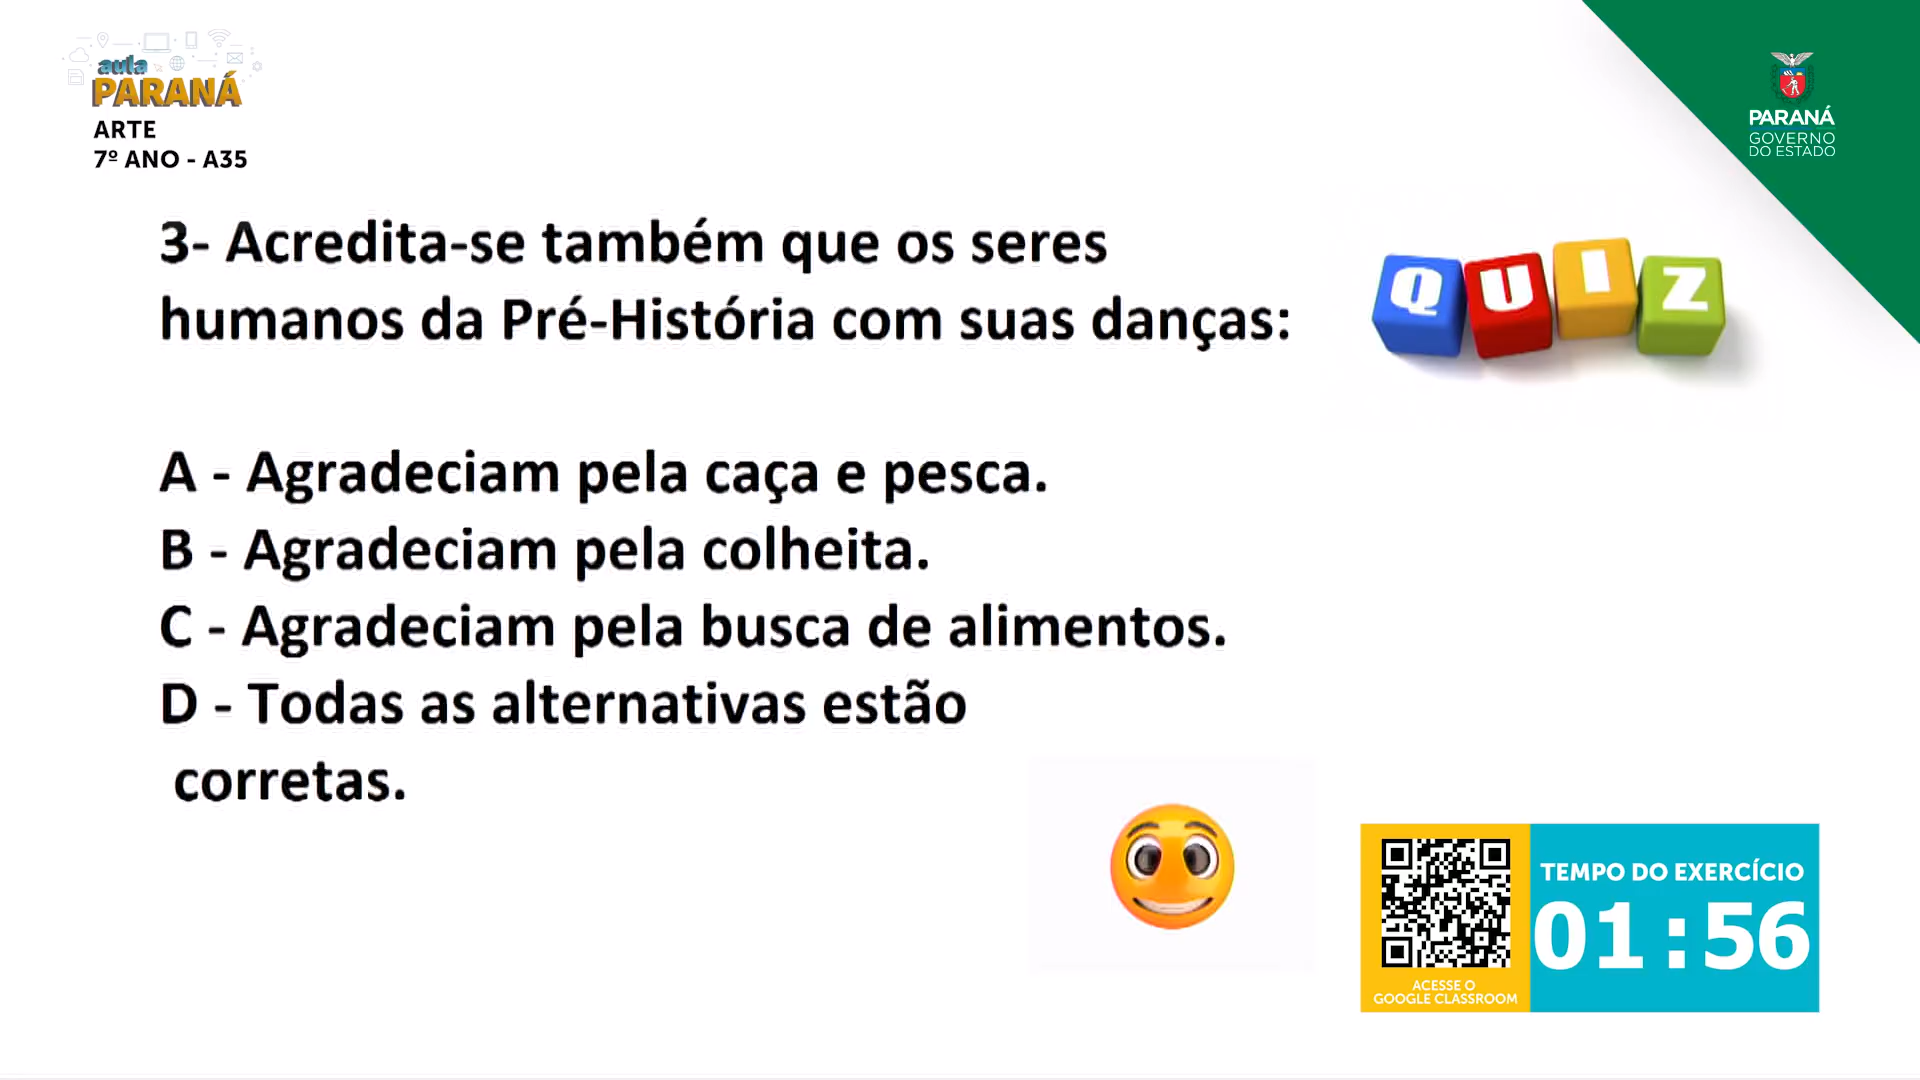 aula
PARANÁ
ARTE
7º ANO - A35
PARANÁ
GOVERNO
DO ESTADO
3- Acredita-se também que os seres
humanos da Pré-História com suas danças:
QUIZ
A - Agradeciam pela caça e pesca.
B - Agradeciam pela colheita.
C - Agradeciam pela busca de alimentos.
D - Todas as alternativas estão
corretas.
TEMPO DO EXERCÍCIO
01:56
ACESSE O
GOOGLE CLASSROOM